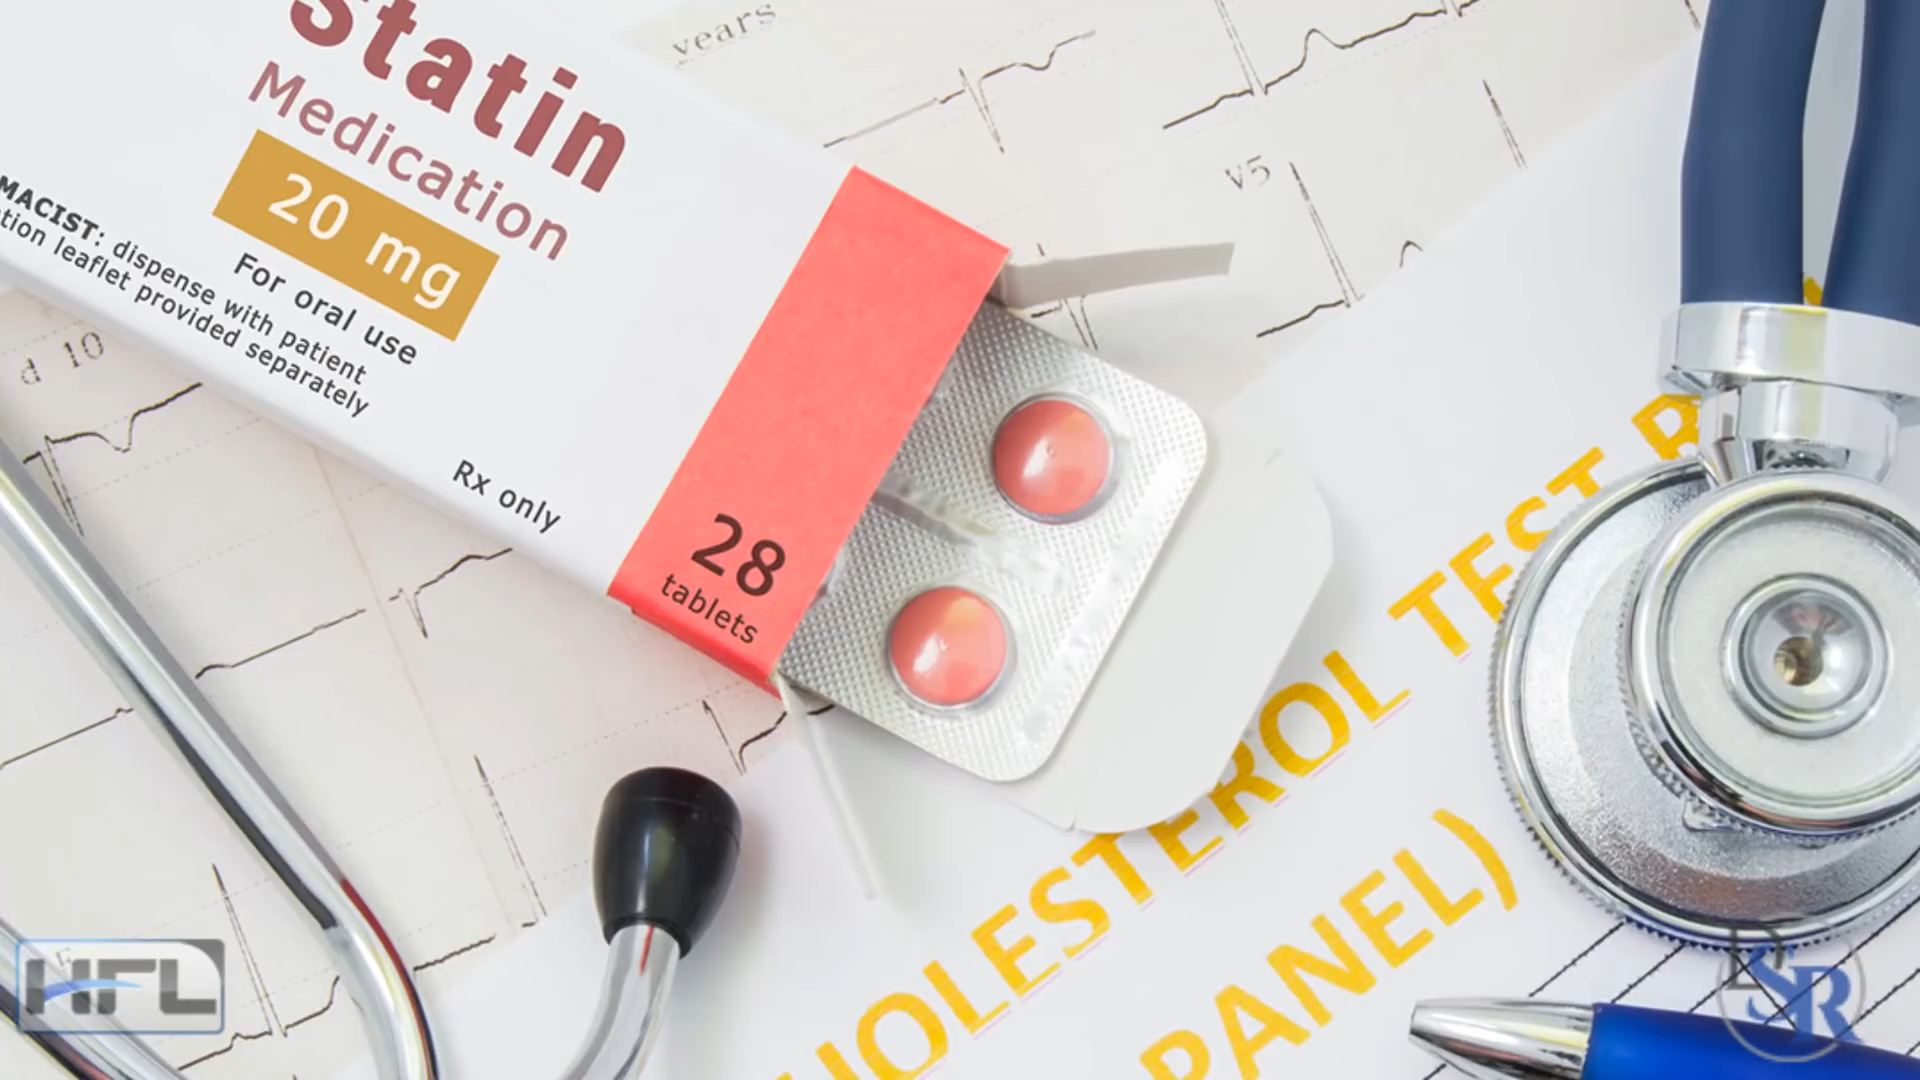 Statin
Medication
20 mg
For oral use
MACIST: dispense with patient
tion leaflet provided separately
Rx only
28
tablets
years
V5
d 10
HOLESTEROL TEST R
PANEL)
HFL
DSR